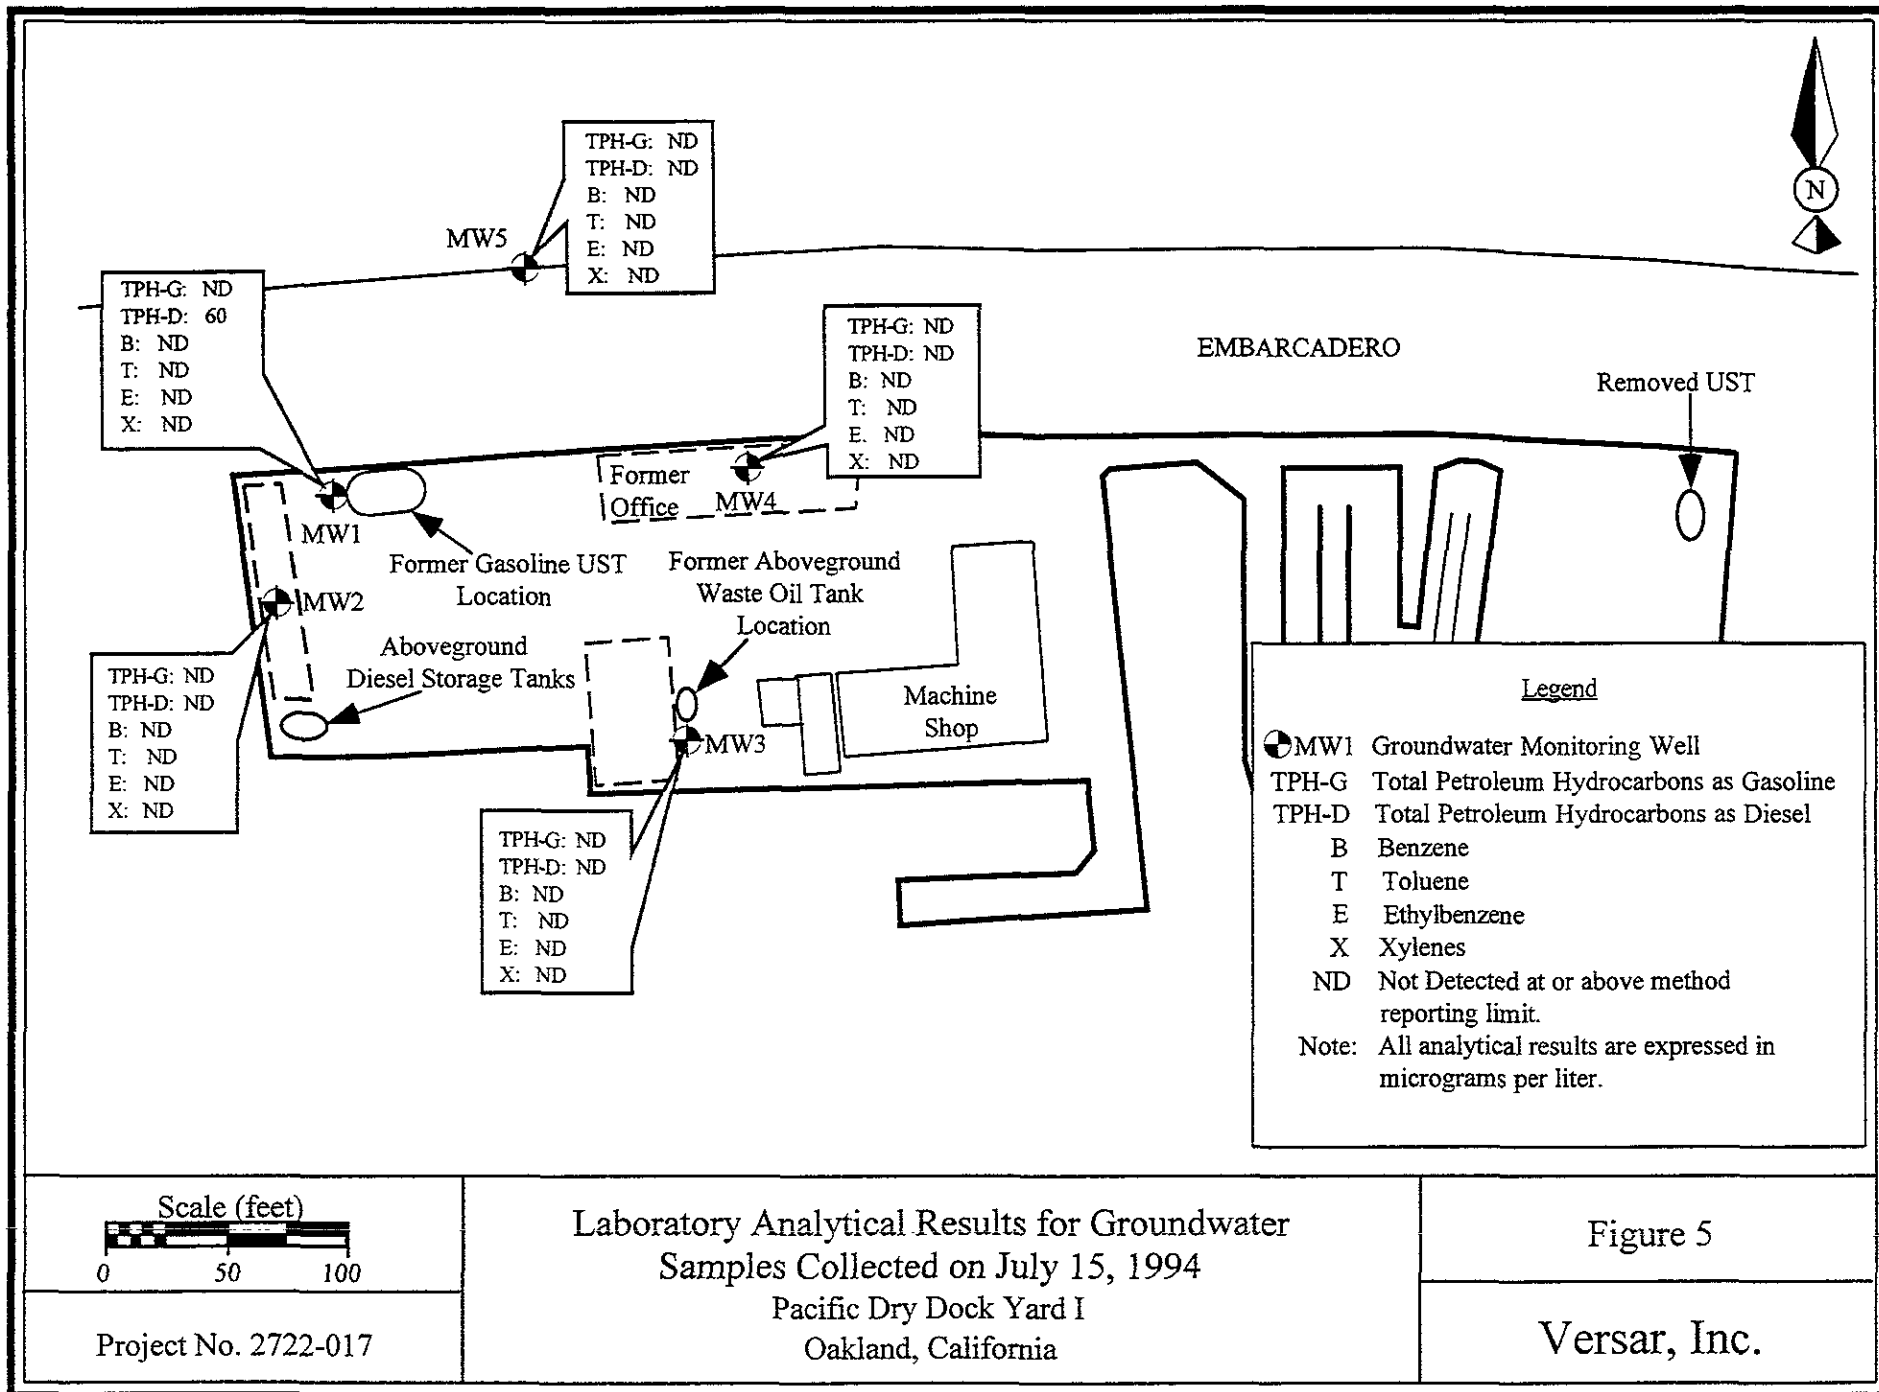 TPH-G: ND
TPH-D: ND
B: ND
T: ND
E: ND
X: ND
MW5
N
TPH-G: ND
TPH-D: 60
B: ND
T: ND
E: ND
X: ND
TPH-G: ND
TPH-D: ND
B: ND
T: ND
E. ND
X: ND
EMBARCADERO
Removed UST
Former
Office
MW4
MW1
Former Gasoline UST
Location
Former Aboveground
Waste Oil Tank
Location
MW2
Aboveground
Diesel Storage Tanks
TPH-G: ND
TPH-D: ND
B: ND
T: ND
E: ND
X: ND
MW3
Machine
Shop
TPH-G: ND
TPH-D: ND
B: ND
T: ND
E: ND
X: ND
Legend
MW1 Groundwater Monitoring Well
TPH-G Total Petroleum Hydrocarbons as Gasoline
TPH-D Total Petroleum Hydrocarbons as Diesel
B Benzene
T Toluene
E Ethylbenzene
X Xylenes
ND Not Detected at or above method
reporting limit.
Note: All analytical results are expressed in
micrograms per liter.
Scale (feet)
0 50 100
Project No. 2722-017
Laboratory Analytical Results for Groundwater
Samples Collected on July 15, 1994
Pacific Dry Dock Yard I
Oakland, California
Figure 5
Versar, Inc.